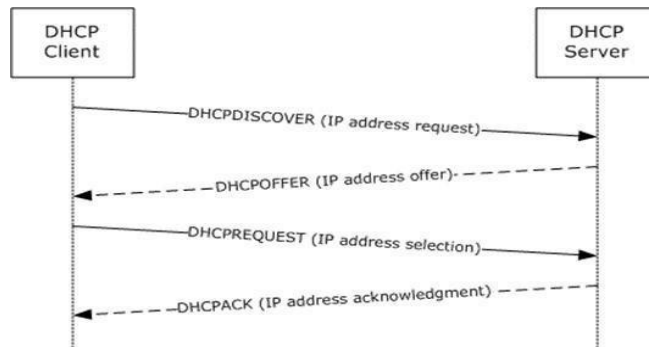 DHCP
Client
DHCP
Server
DHCPDISCOVER (IP address request)
DHCPOFFER (IP address offer)
DHCPREQUEST (IP address selection)
DHCPACK (IP address acknowledgment)